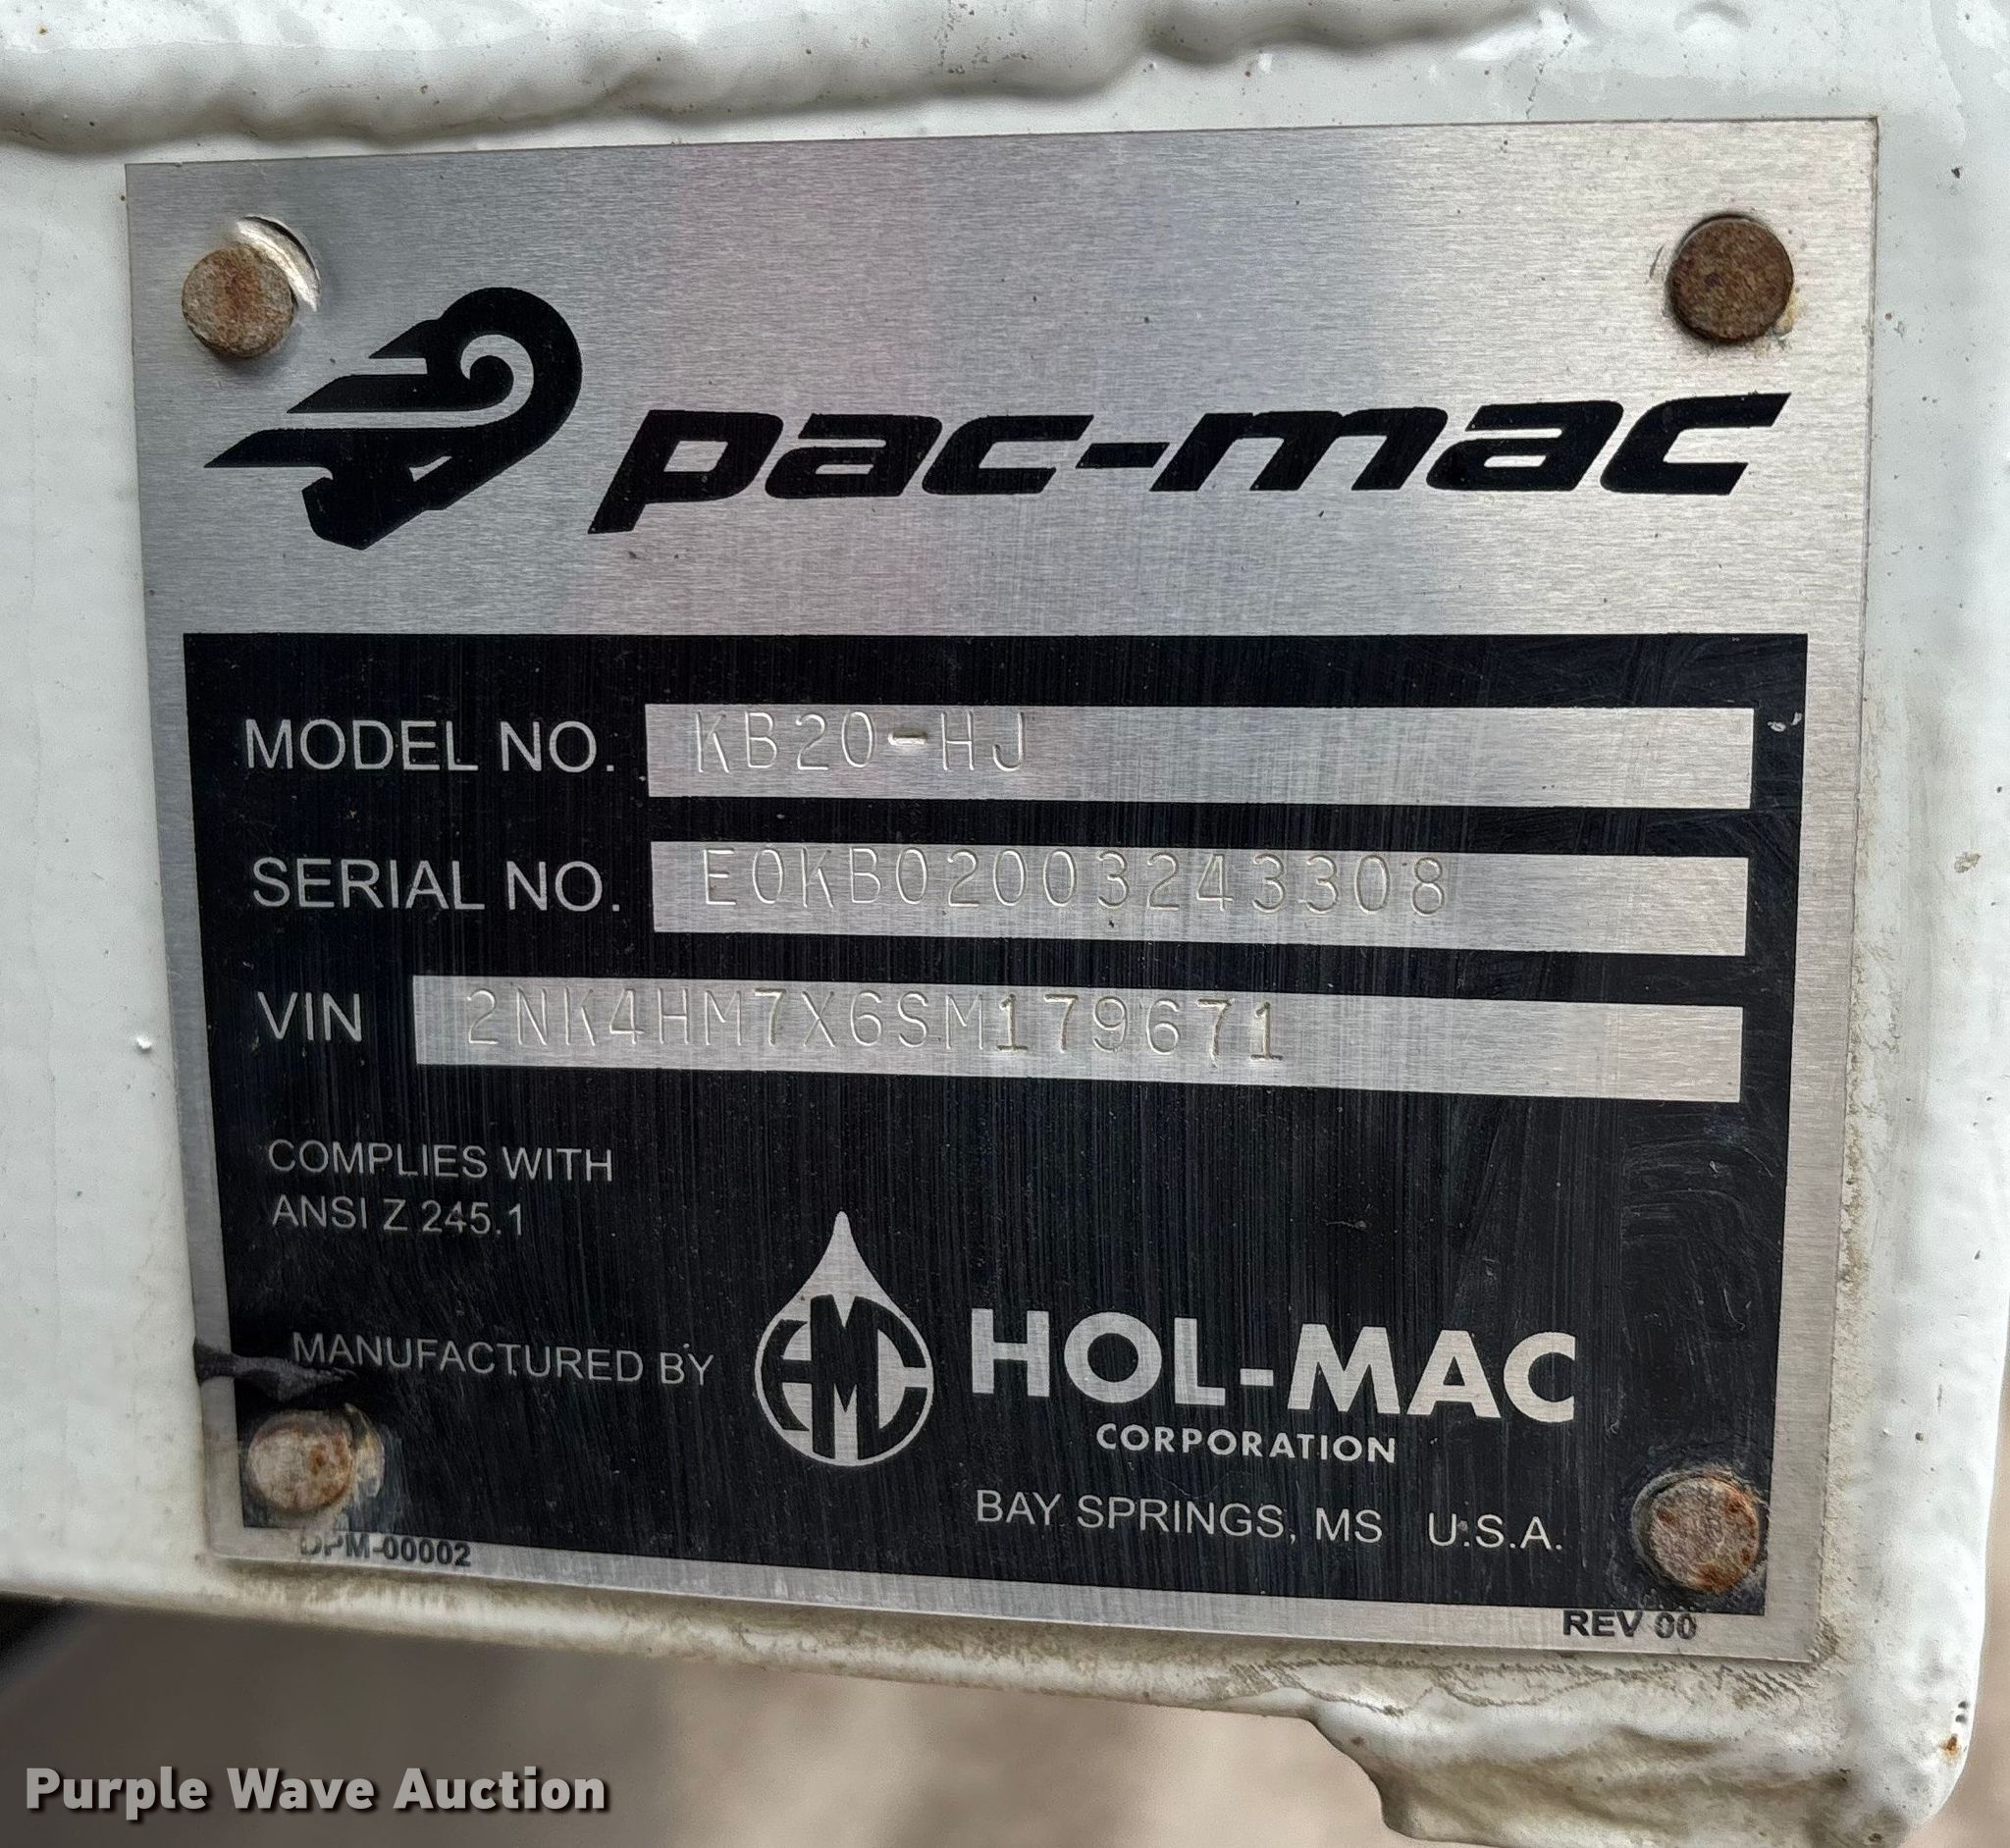 pac-mac
MODEL NO. KB20-HJ
SERIAL NO. E0KB02003243308
VIN 2NK4HM7X6SM179671
COMPLIES WITH
ANSI Z 245.1
MANUFACTURED BY HMC HOL-MAC
CORPORATION
BAY SPRINGS, MS U.S.A.
DPM-00002
REV 00
Purple Wave Auction